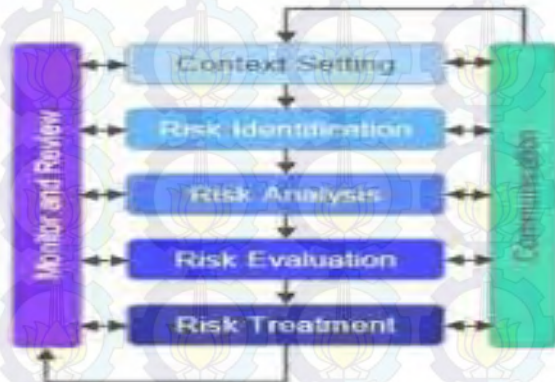 Context Setting
Risk Identification
Risk Analysis
Risk Evaluation
Risk Treatment
Monitor and Review
Communication